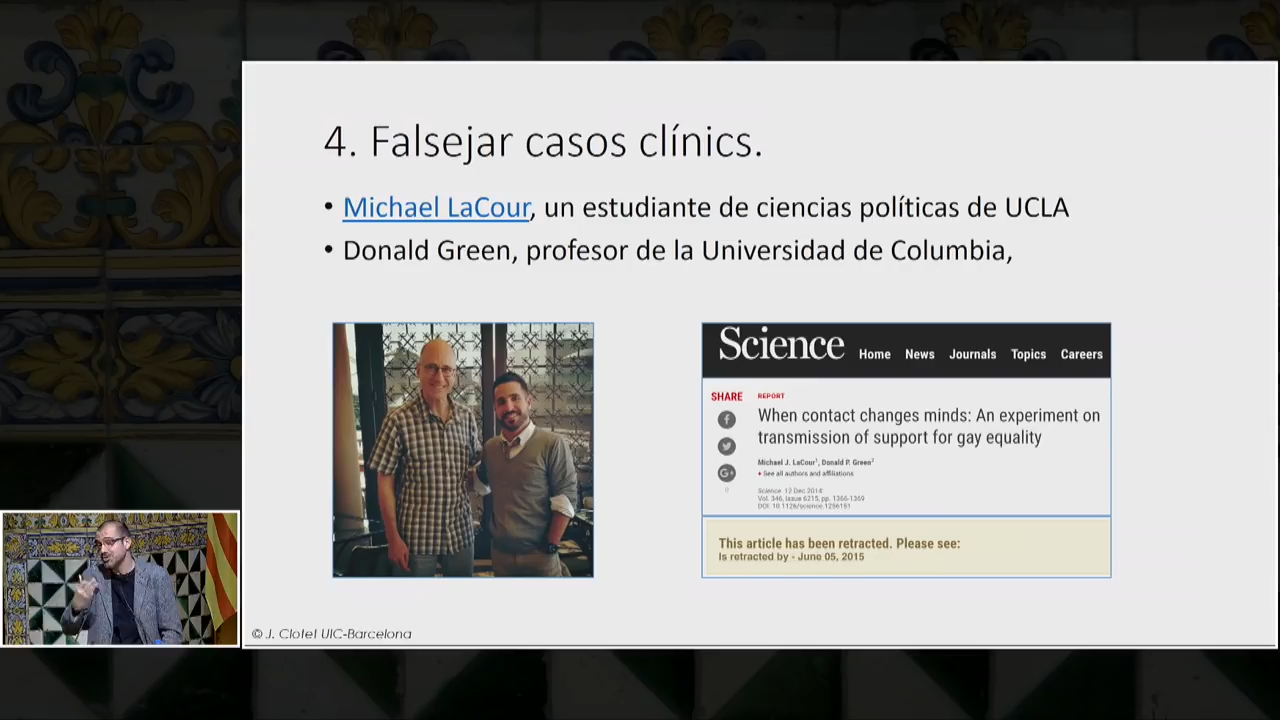 4. Falsejar casos clínics.
• Michael LaCour, un estudiante de ciencias políticas de UCLA
• Donald Green, profesor de la Universidad de Columbia,
Science Home News Journals Topics Careers
SHARE REPORT
When contact changes minds: An experiment on
transmission of support for gay equality
Michael J. LaCour¹, Donald P. Green²
+ See all authors and affiliations
Science 12 Dec 2014:
Vol. 346, Issue 6215, pp. 1366-1369
DOI: 10.1126/science.1256151
This article has been retracted. Please see:
Is retracted by - June 05, 2015
© J. Clotet UIC-Barcelona